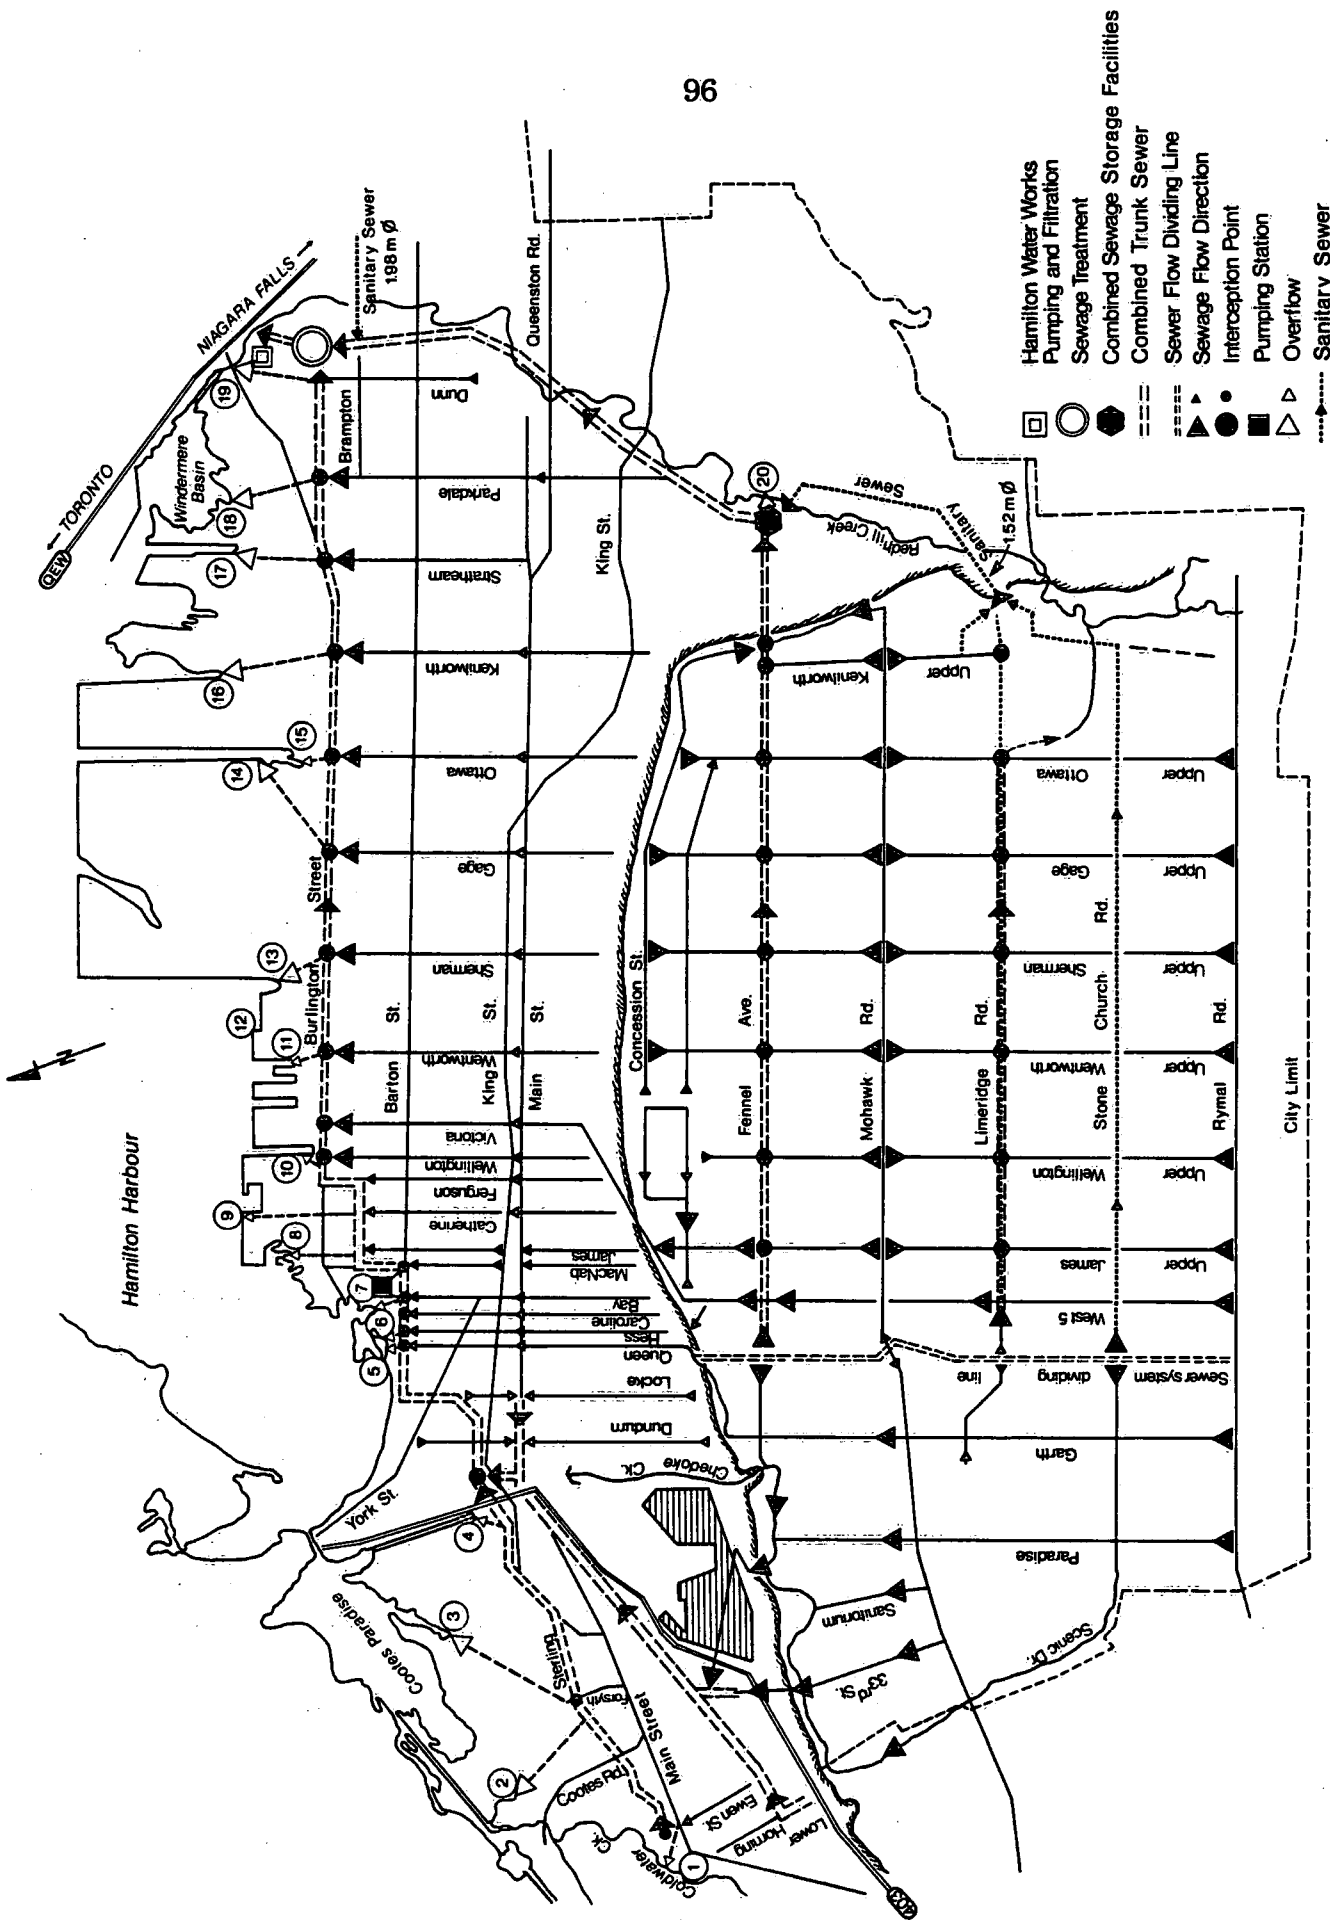 96
Hamilton Harbour
N
QEW
TORONTO
NIAGARA FALLS
Windermere
Basin
Sanitary Sewer
1.98m Ø
Queenston Rd.
Dunn
Brampton
Parkdale
Strathearn
King St.
Kenilworth
Ottawa
Gage
Street
Sherman
Burlington
Wentworth
Barton
St.
King
St.
Main
St.
Victoria
Wellington
Ferguson
Catherine
James
MacNab
Bay
Caroline
Hess
Queen
Locke
Dundurn
York St.
Chedoke
Ck.
Cootes Paradise
Sterling
Forsyth
Main Street
Cootes Rd.
Coldwater
Ck.
Ewen St.
Lower
Horning
403
1
2
3
4
5
6
7
8
9
10
11
12
13
14
15
16
17
18
19
20
Concession St.
Fennel
Ave.
Mohawk
Rd.
Limeridge
Rd.
Stone
Church
Rd.
Rymal
Rd.
City Limit
Redhill Creek
Sanitary
Sewer
1.52m Ø
Upper
Kenilworth
Upper
Ottawa
Upper
Gage
Upper
Sherman
Upper
Wentworth
Upper
Wellington
Upper
James
West 5
Sewer system
dividing
line
Garth
Paradise
Sanitorium
33rd St.
Scenic Dr.
Hamilton Water Works
Pumping and Filtration
Sewage Treatment
Combined Sewage Storage Facilities
Combined Trunk Sewer
Sewer Flow Dividing Line
Sewage Flow Direction
Interception Point
Pumping Station
Overflow
Sanitary Sewer